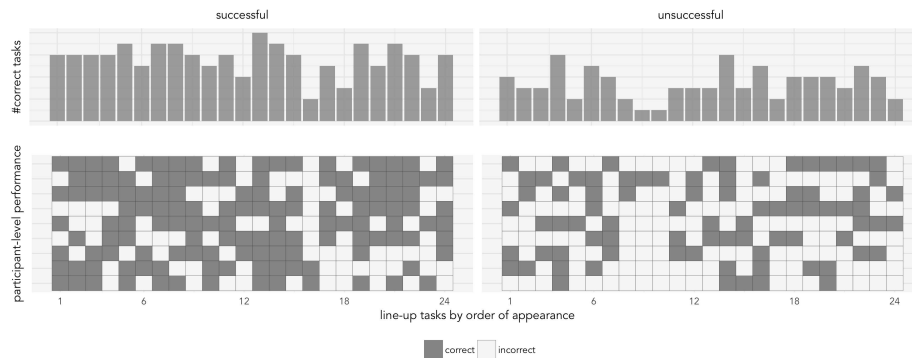 successful
unsuccessful
#correct tasks
participant-level performance
1 6 12 18 24
1 6 12 18 24
line-up tasks by order of appearance
correct incorrect